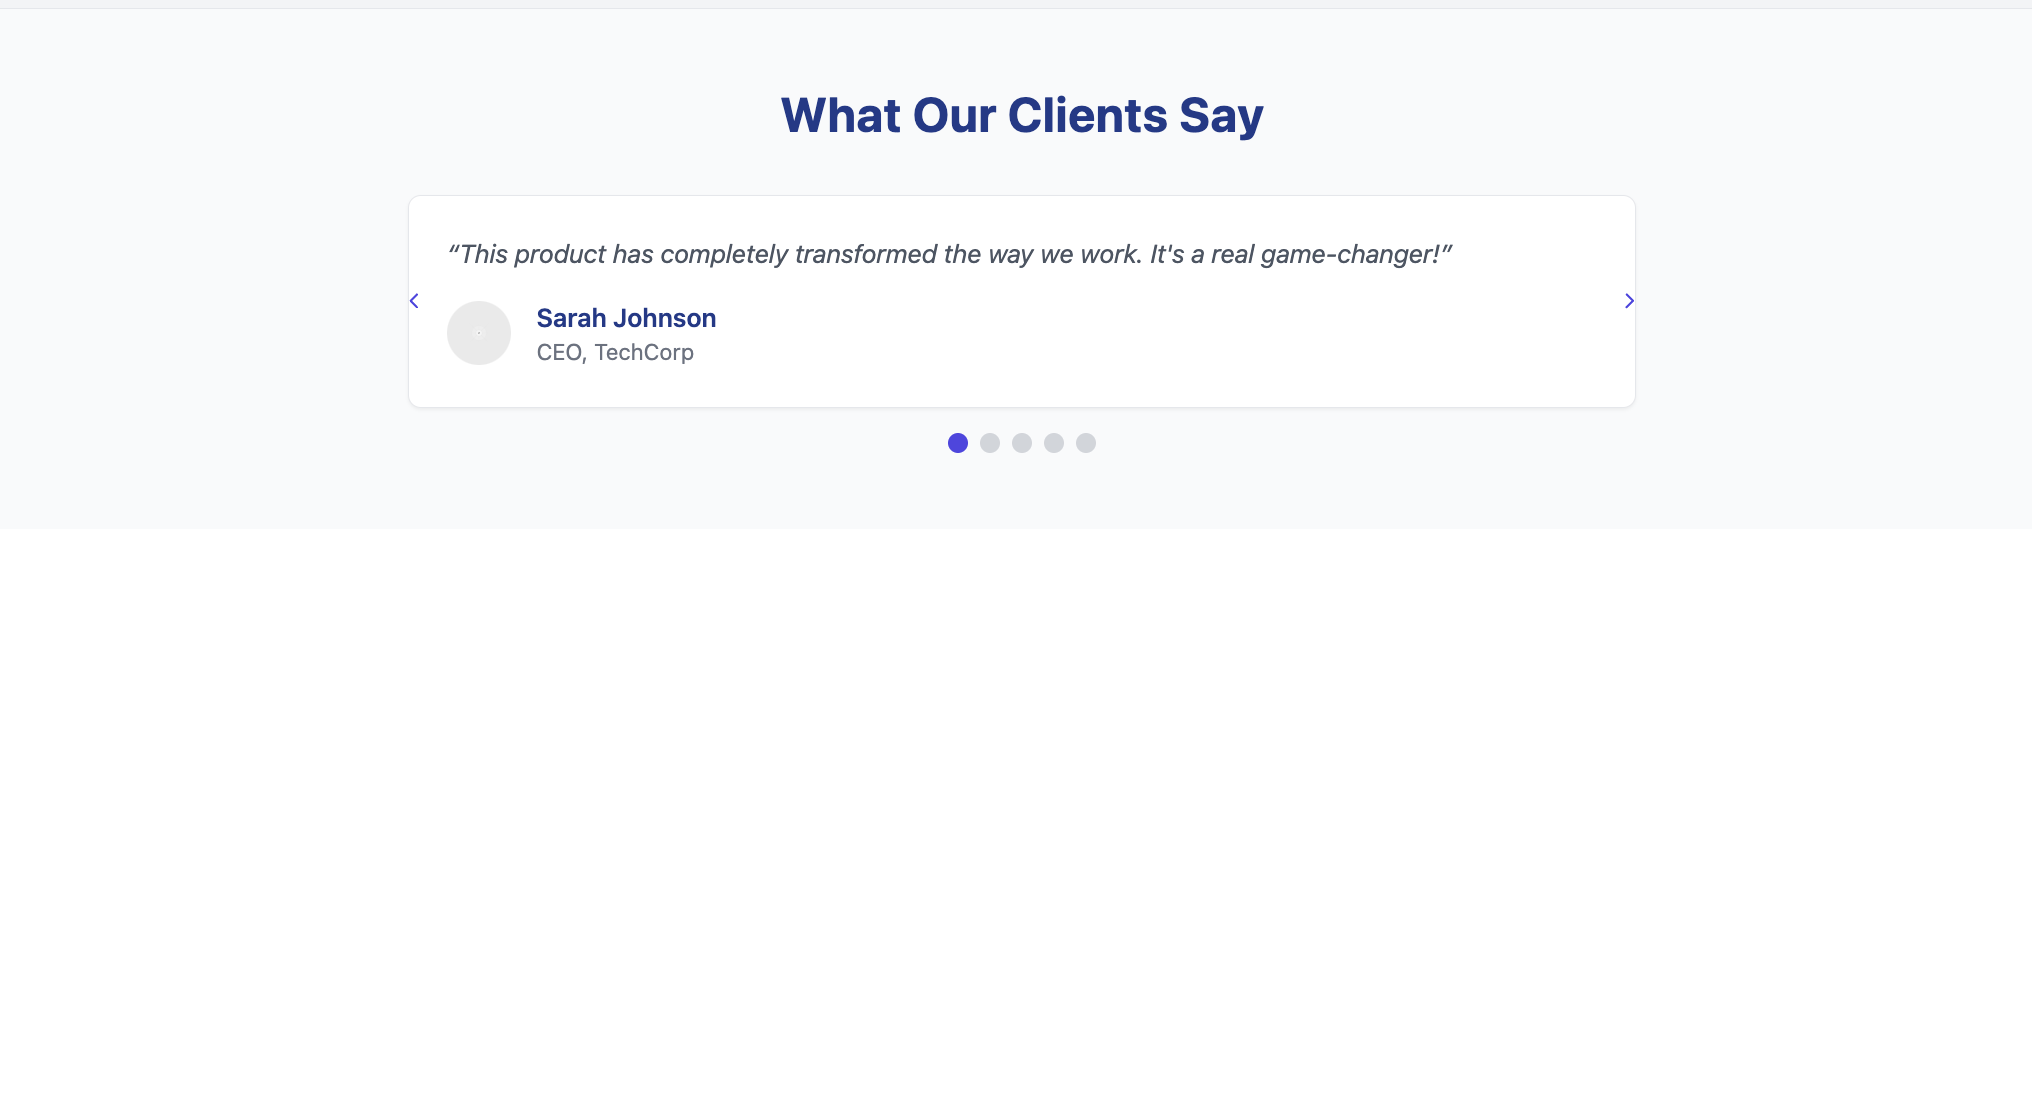 What Our Clients Say
“This product has completely transformed the way we work. It's a real game-changer!”
Sarah Johnson
CEO, TechCorp